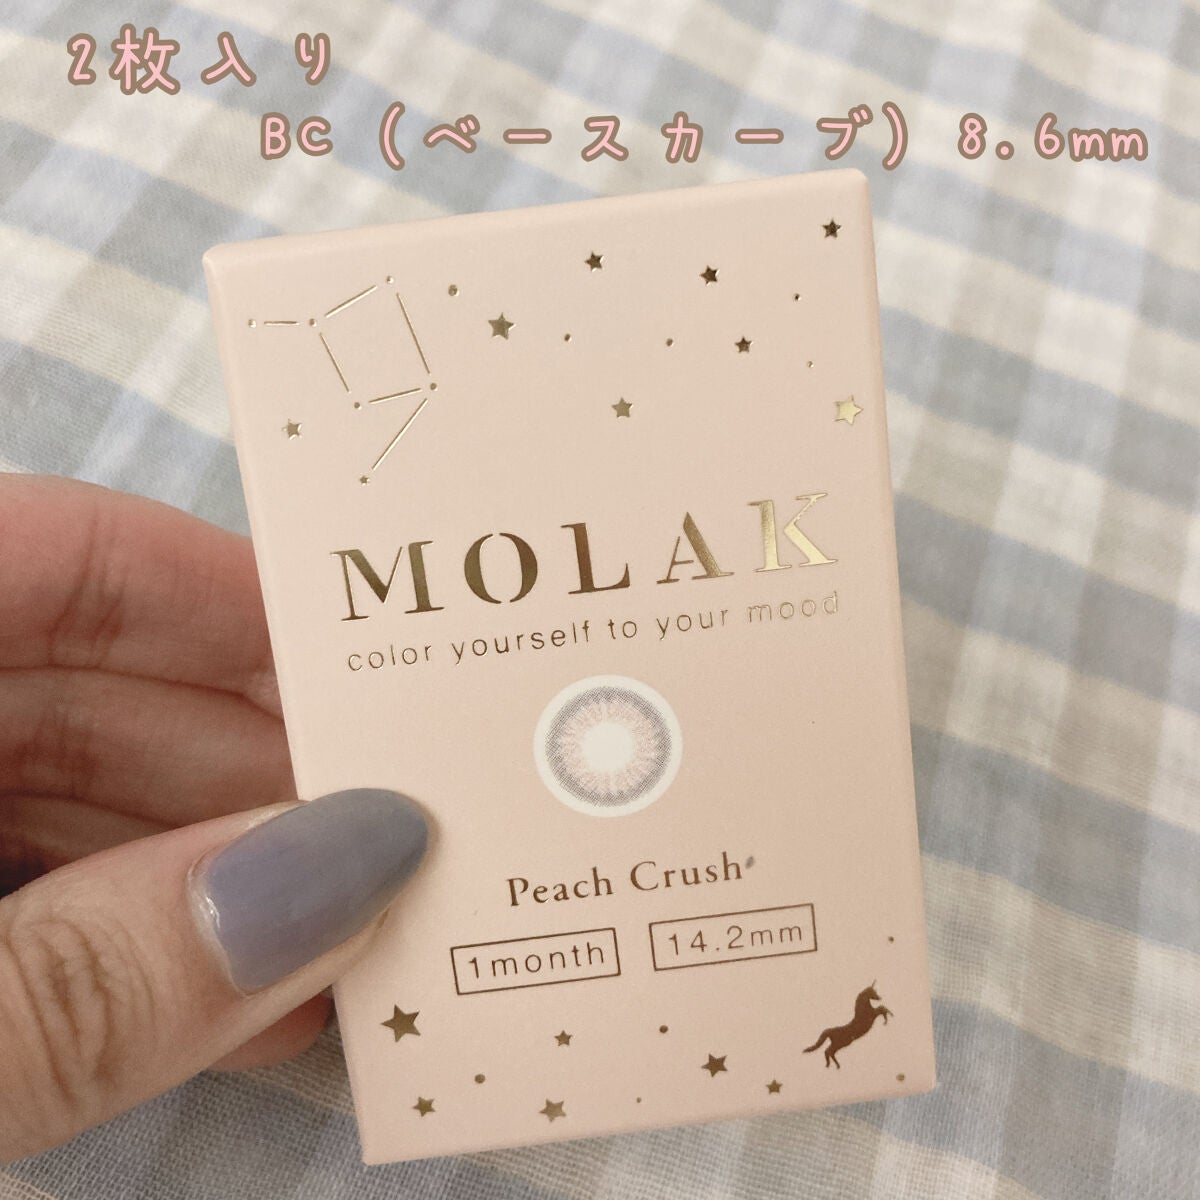 2枚入り
BC (ベースカーブ) 8.6mm
MOLAK
color yourself to your mood
Peach Crush
1month
14.2mm